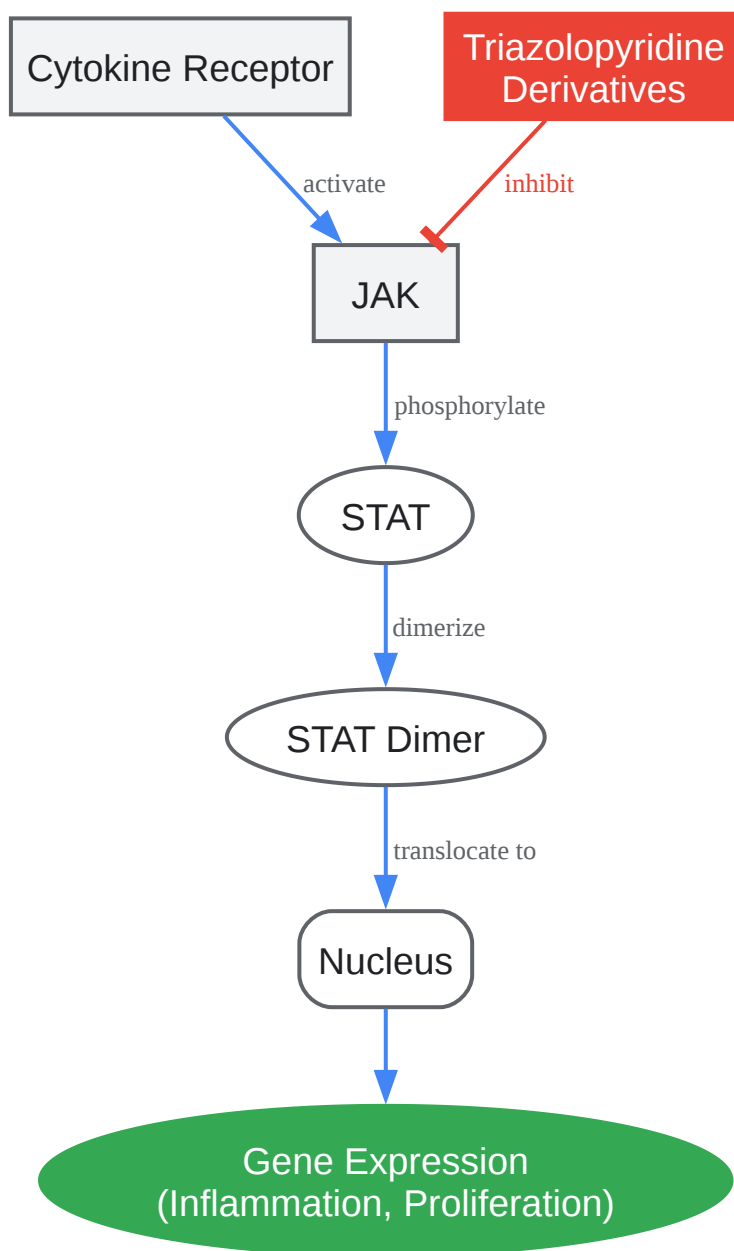 Cytokine Receptor
Triazolopyridine
Derivatives
activate
inhibit
JAK
phosphorylate
STAT
dimerize
STAT Dimer
translocate to
Nucleus
Gene Expression
(Inflammation, Proliferation)